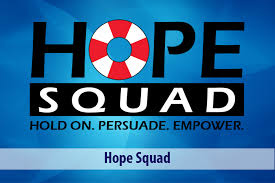 HOPE
SQUAD
HOLD ON. PERSUADE. EMPOWER.
Hope Squad